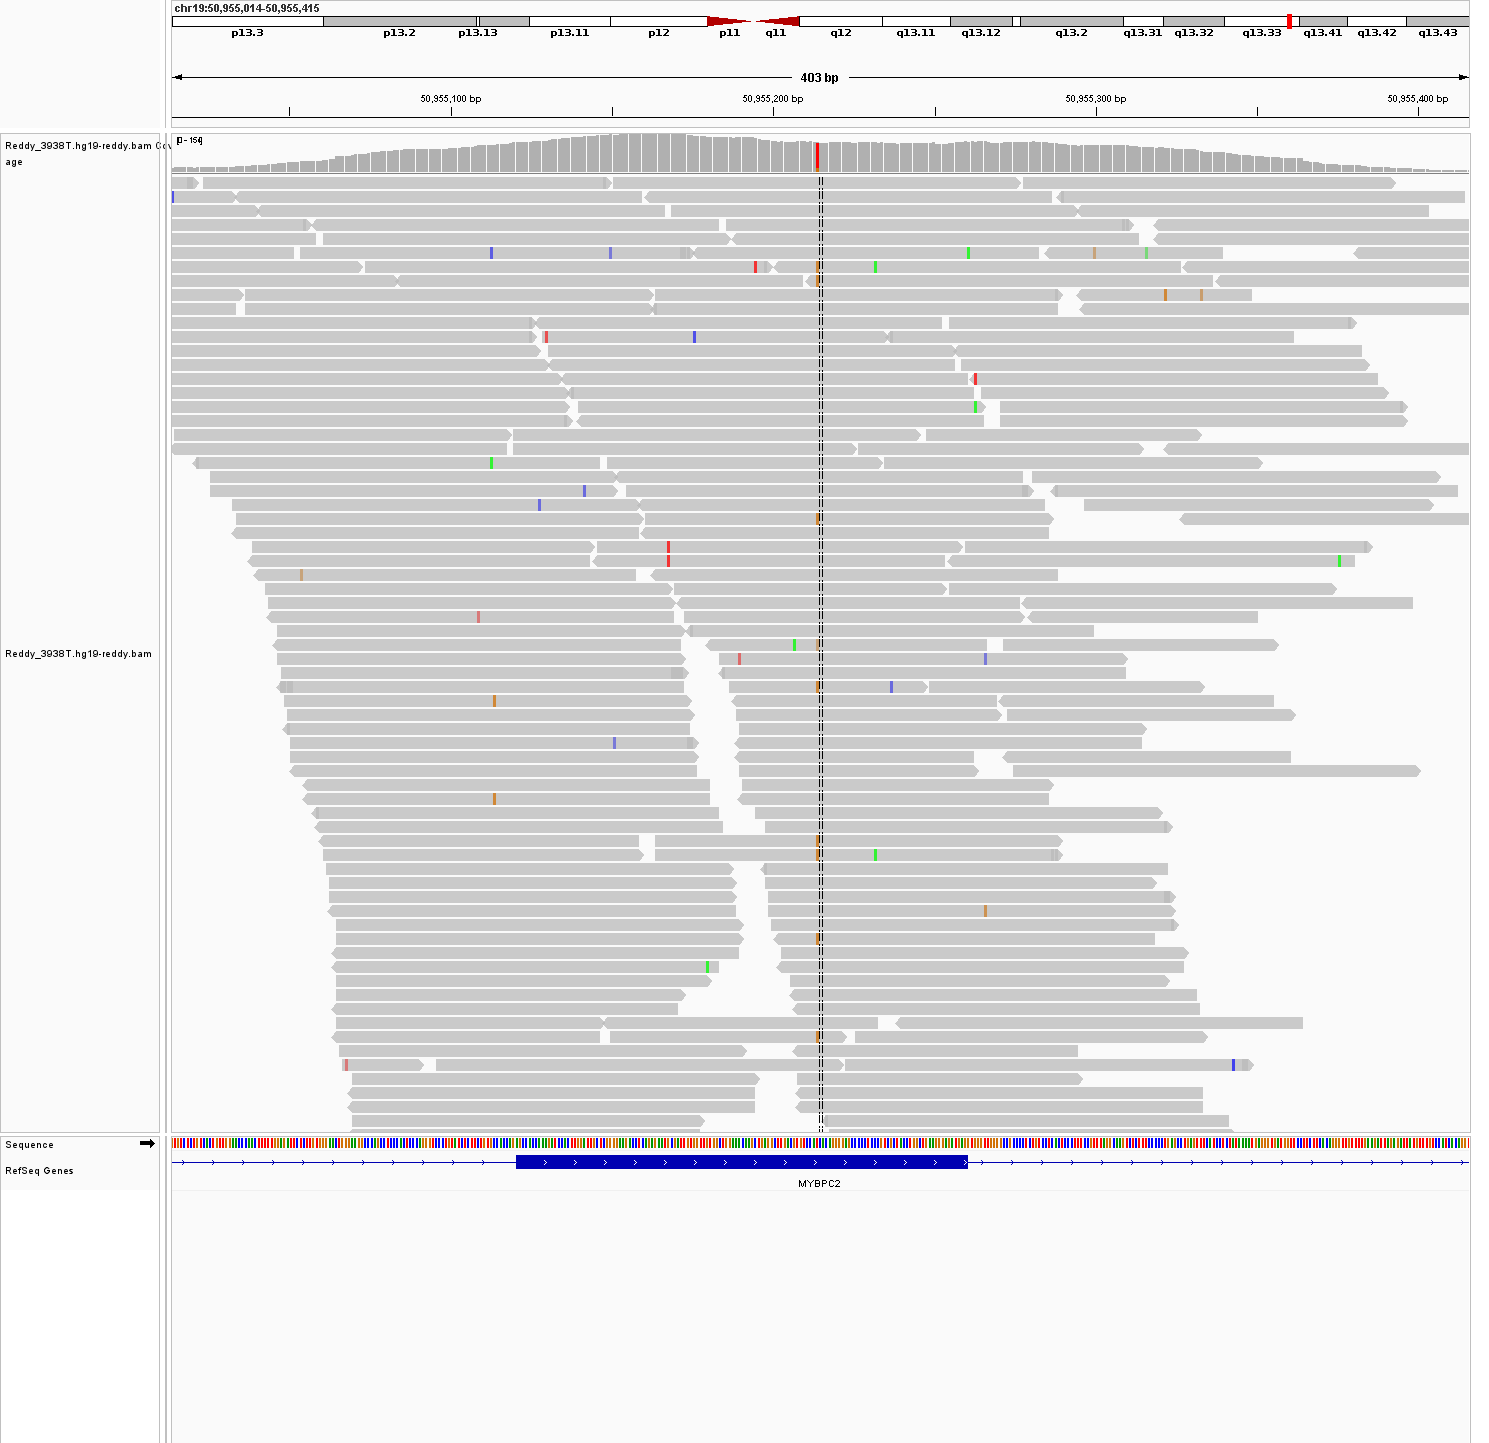 chr19:50,955,014-50,955,415
p13.3 p13.2 p13.13 p13.11 p12 p11 q11 q12 q13.11 q13.12 q13.2 q13.31 q13.32 q13.33 q13.41 q13.42 q13.43
403 bp
50,955,100 bp 50,955,200 bp 50,955,300 bp 50,955,400 bp
[0 - 154]
Reddy_3938T.hg19-reddy.bam Cov
age
Reddy_3938T.hg19-reddy.bam
Sequence
RefSeq Genes
MYBPC2